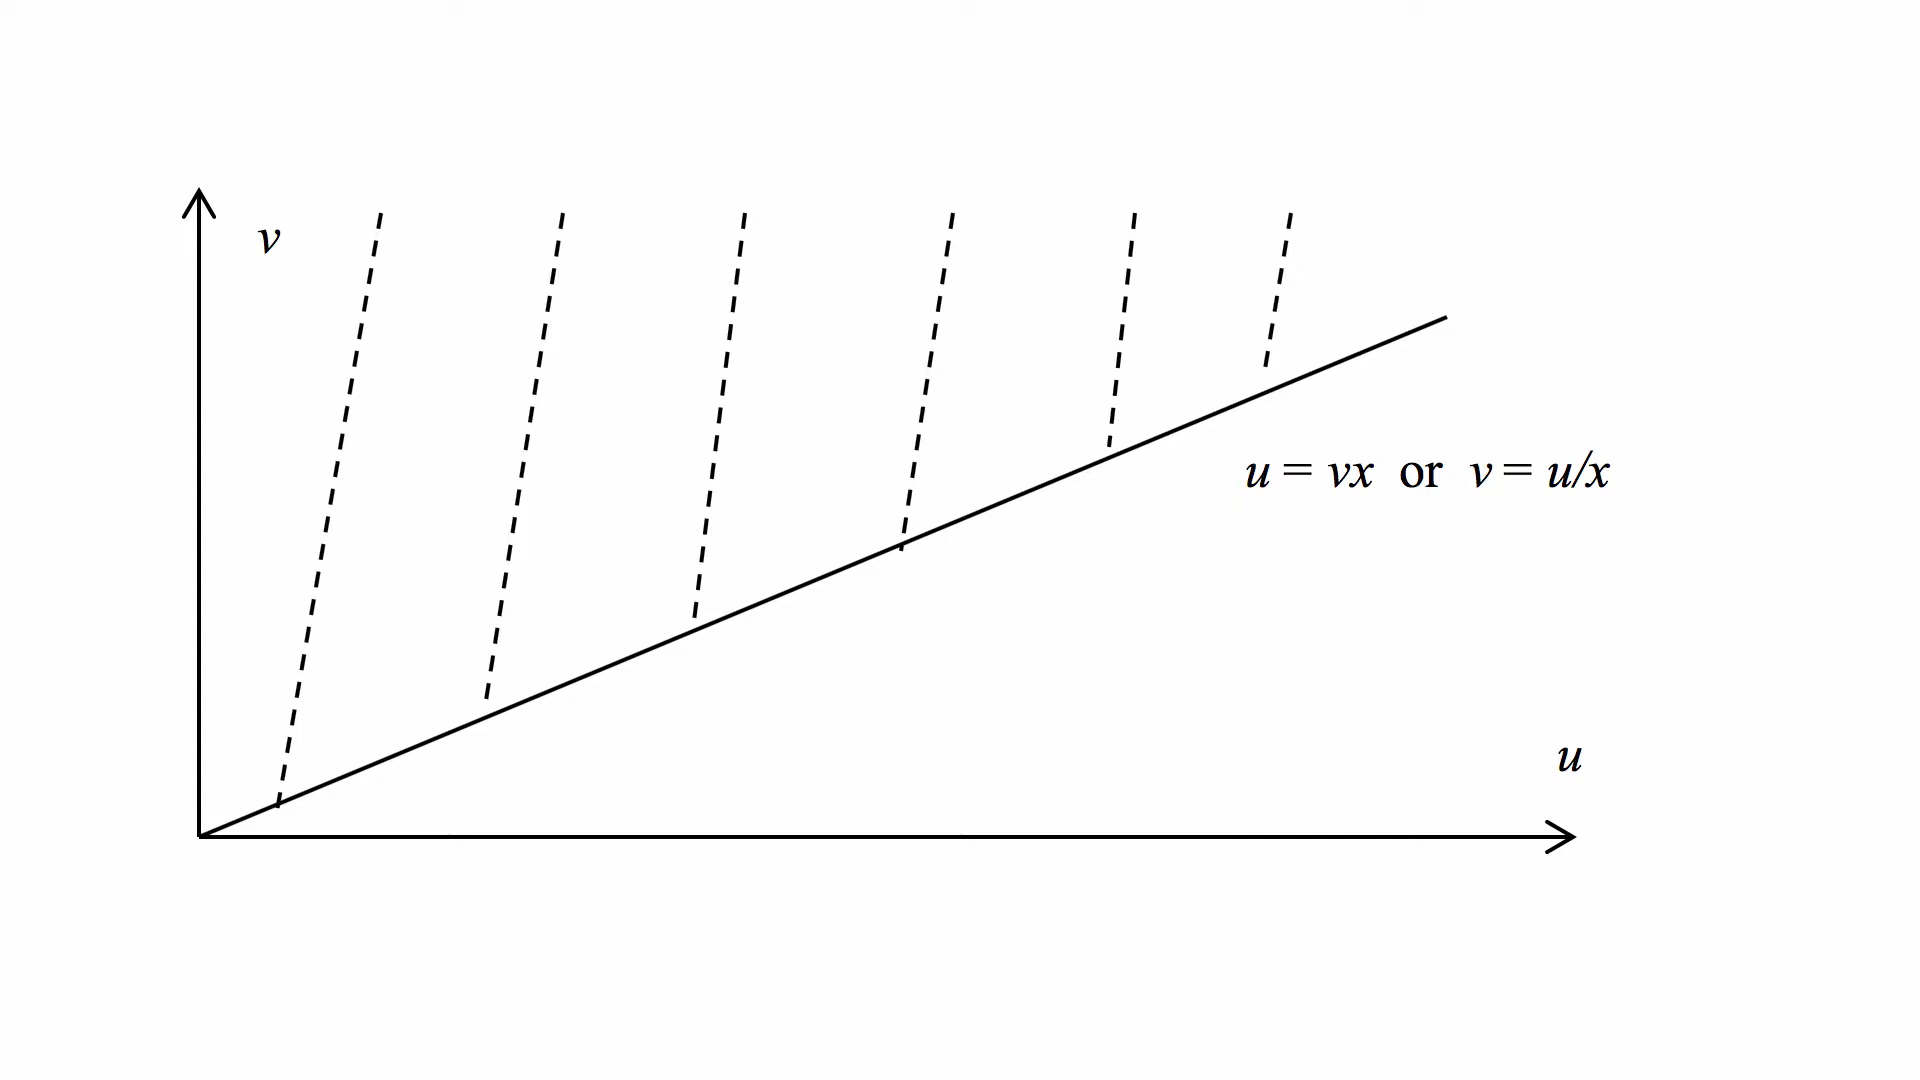 v
u = vx or v = u/x
u